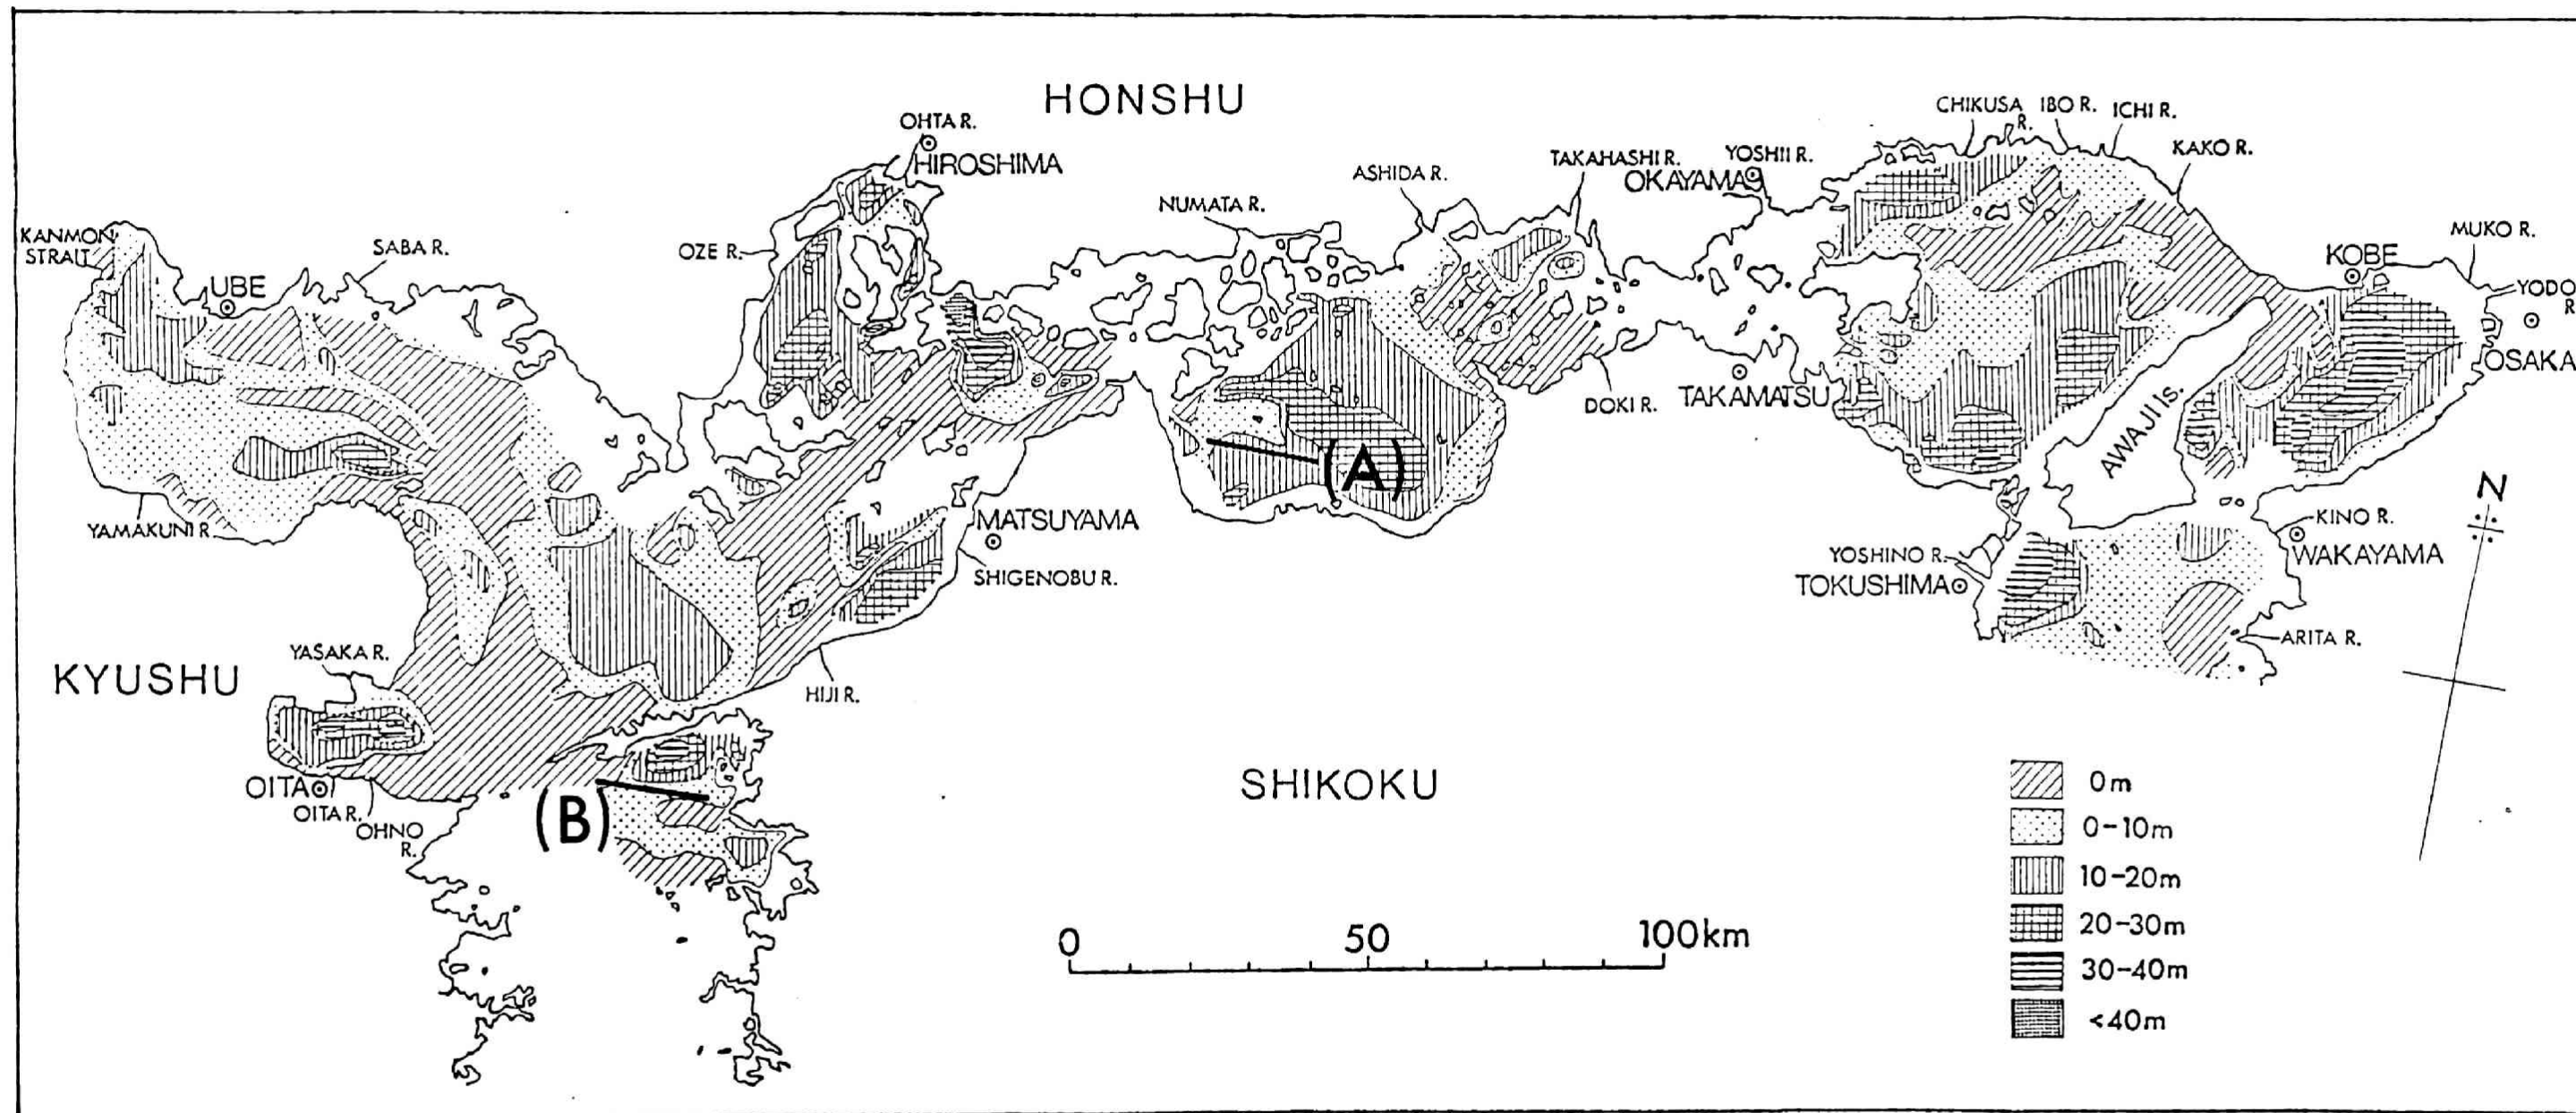 HONSHU
OHTA R.
HIROSHIMA
CHIKUSA
R.
IBO R.
ICHI R.
KAKO R.
TAKAHASHI R.
YOSHII R.
OKAYAMA
ASHIDA R.
NUMATA R.
KANMON
STRAIT
SABA R.
OZE R.
UBE
KOBE
MUKO R.
YODO
R
OSAKA
DOKI R.
TAKAMATSU
AWAJI Is.
(A)
N
YAMAKUNI R.
MATSUYAMA
SHIGENOBU R.
KINO R.
WAKAYAMA
YOSHINO R.
TOKUSHIMA
ARITA R.
YASAKA R.
KYUSHU
HIJI R.
OITA
OITA R.
OHNO
R.
(B)
SHIKOKU
0 50 100km
0m
0-10m
10-20m
20-30m
30-40m
<40m